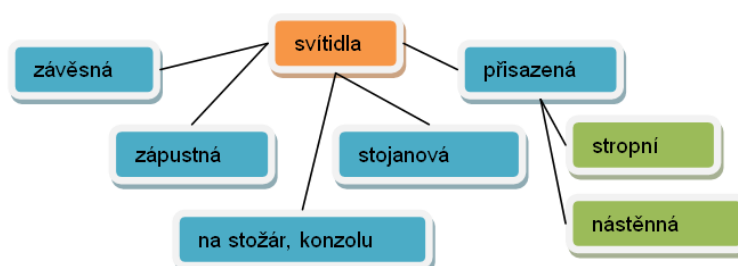 svítidla
závěsná
přisazená
zápustná
stojanová
stropní
na stožár, konzolu
nástěnná